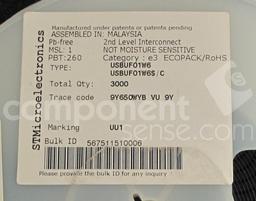 Manufactured under patents or patents pending
ASSEMBLED IN: MALAYSIA
Pb-free 2nd Level Interconnect
MSL: 1 NOT MOISTURE SENSITIVE
PBT:260 Category: e3 ECOPACK/RoHS
TYPE: USBUF01W6
USBUF01W6$/C
Total Qty: 3000
Trace code 9Y650WYB VU 9Y
Marking UU1
Bulk ID 567511510006
Please provide the bulk ID for any inquiry
STMicroelectronics
sense.com